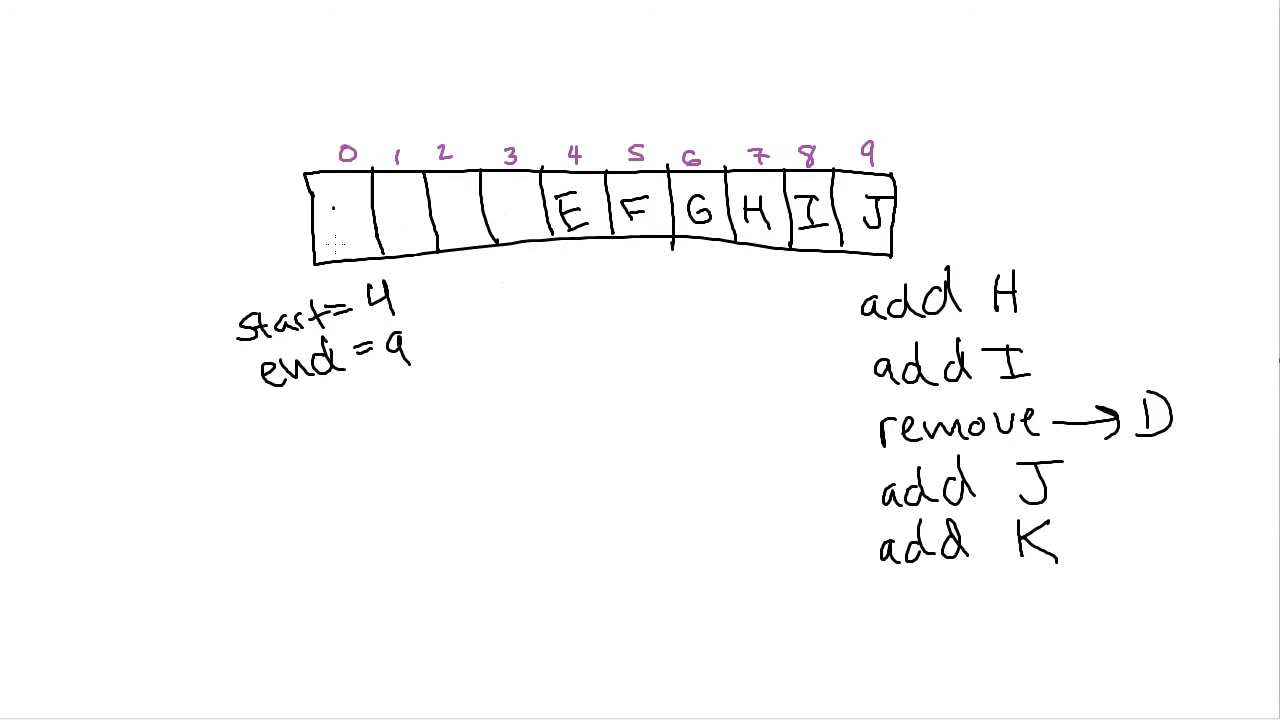 0 1 2 3 4 5 6 7 8 9
E F G H I J
start = 4
end = 9
add H
add I
remove → D
add J
add K